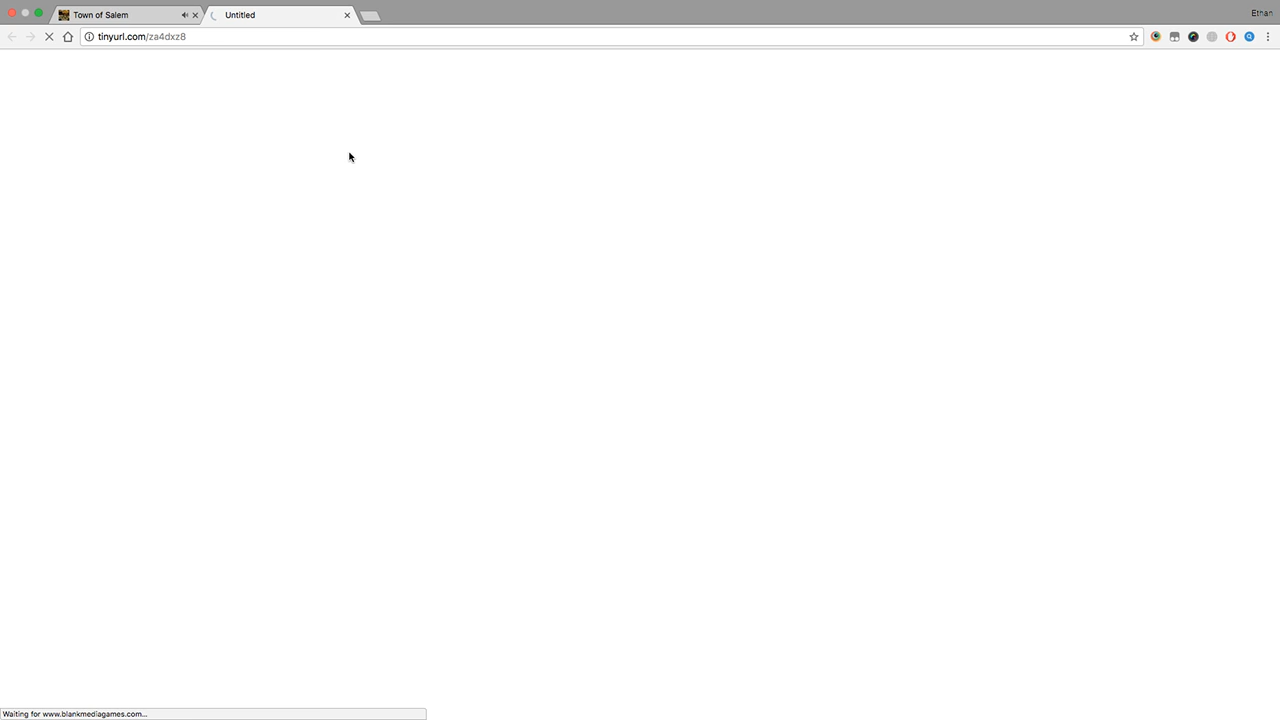 Town of Salem
Untitled
Ethan
tinyurl.com/za4dxz8
Waiting for www.blankmediagames.com...